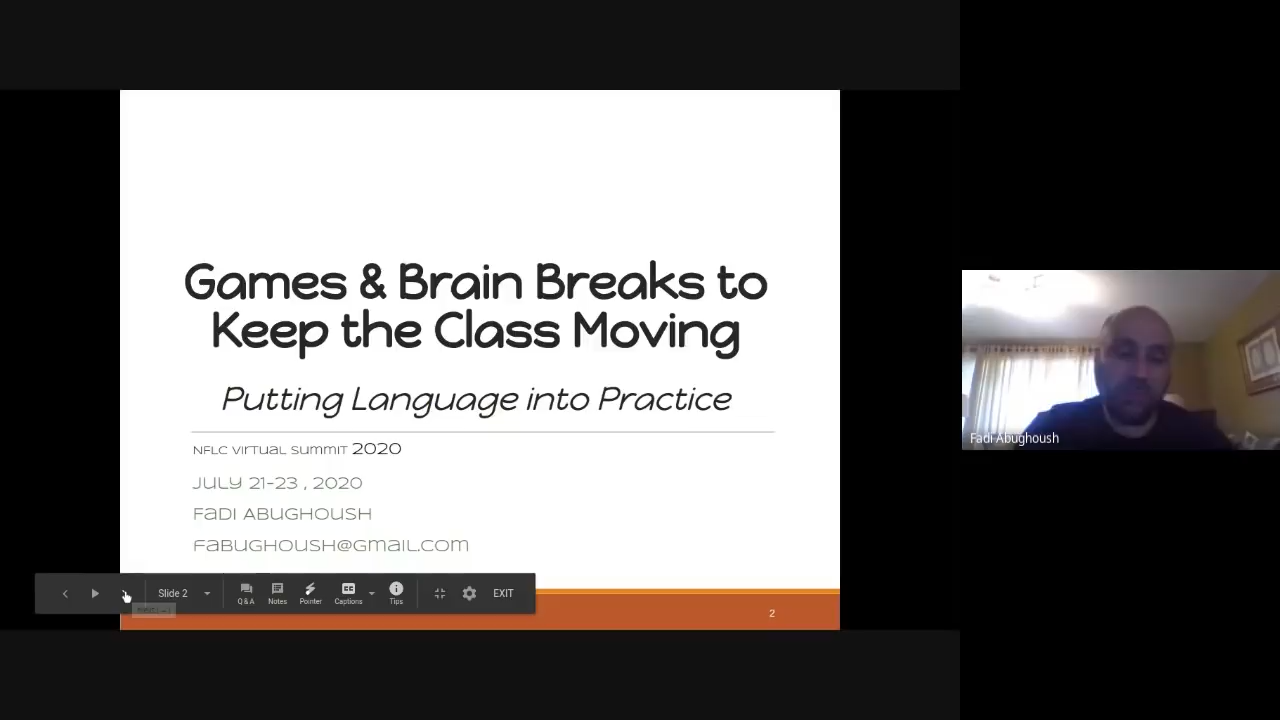 Games & Brain Breaks to
Keep the Class Moving
Putting Language into Practice
NFLC Virtual Summit 2020
July 21-23 , 2020
Fadi Abughoush
fabughoush@gmail.com
Slide 2
Q&A
Notes
Pointer
Captions
Tips
EXIT
2
Fadi Abughoush